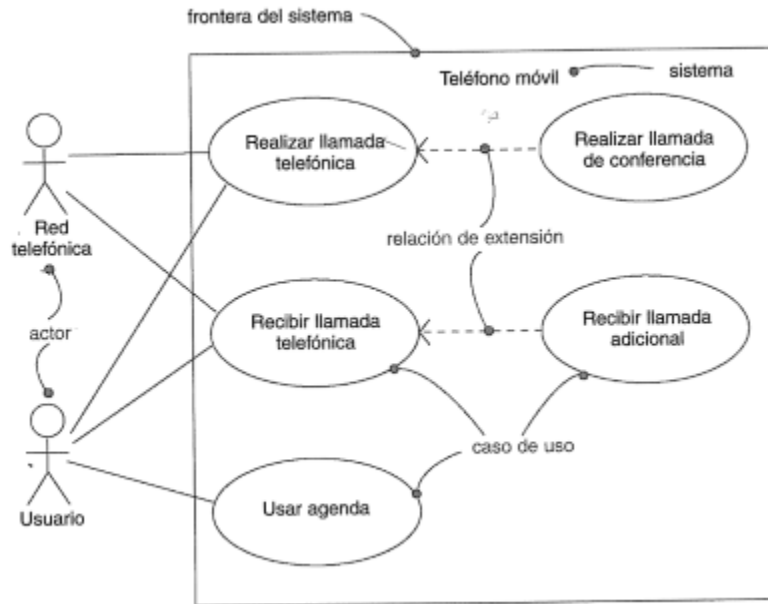 frontera del sistema
Teléfono móvil
sistema
Realizar llamada
telefónica
Realizar llamada
de conferencia
Red
telefónica
relación de extensión
actor
Recibir llamada
telefónica
Recibir llamada
adicional
caso de uso
Usar agenda
Usuario